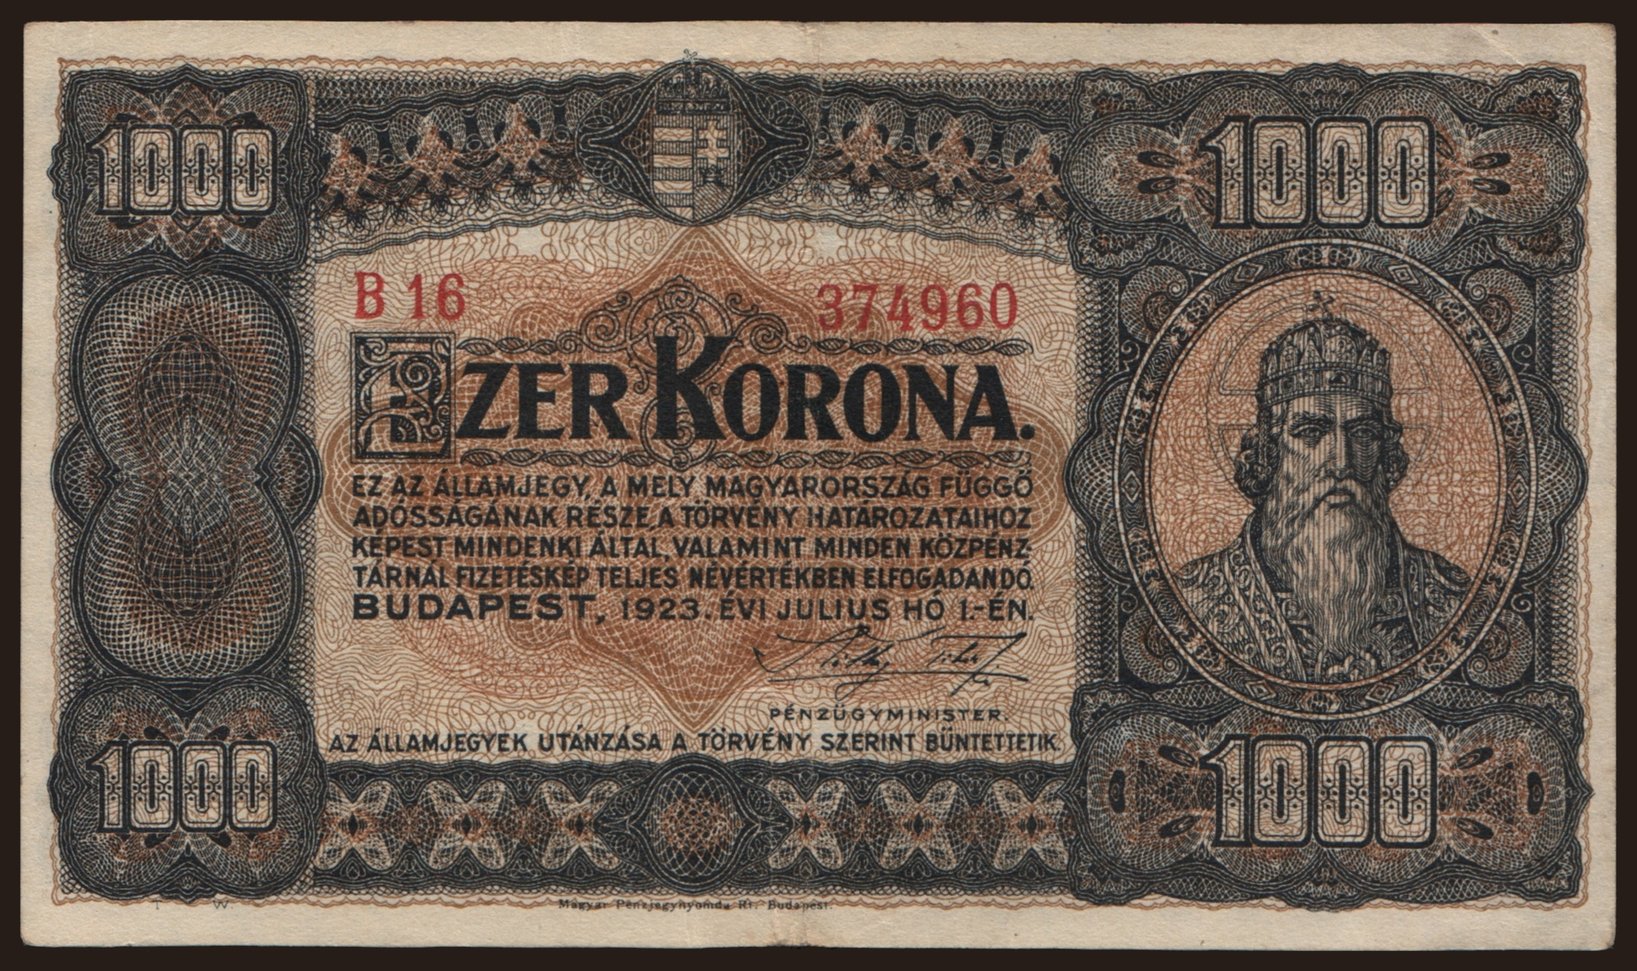 1000
1000
B 16
374960
EZER KORONA.
EZ AZ ÁLLAMJEGY, A MELY MAGYARORSZÁG FÜGGŐ
ADÓSSÁGÁNAK RÉSZE, A TÖRVÉNY HATÁROZATAIHOZ
KÉPEST MINDENKI ÁLTAL, VALAMINT MINDEN KÖZPÉNZ-
TÁRNÁL FIZETÉSKÉP TELJES NÉVÉRTÉKBEN ELFOGADANDÓ.
BUDAPEST, 1923. ÉVI JULIUS HÓ 1.-ÉN.
PÉNZÜGYMINISTER.
AZ ÁLLAMJEGYEK UTÁNZÁSA A TÖRVÉNY SZERINT BÜNTETTETIK.
1000
1000
T W
Magyar Pénzjegynyomda Rt. Budapest.